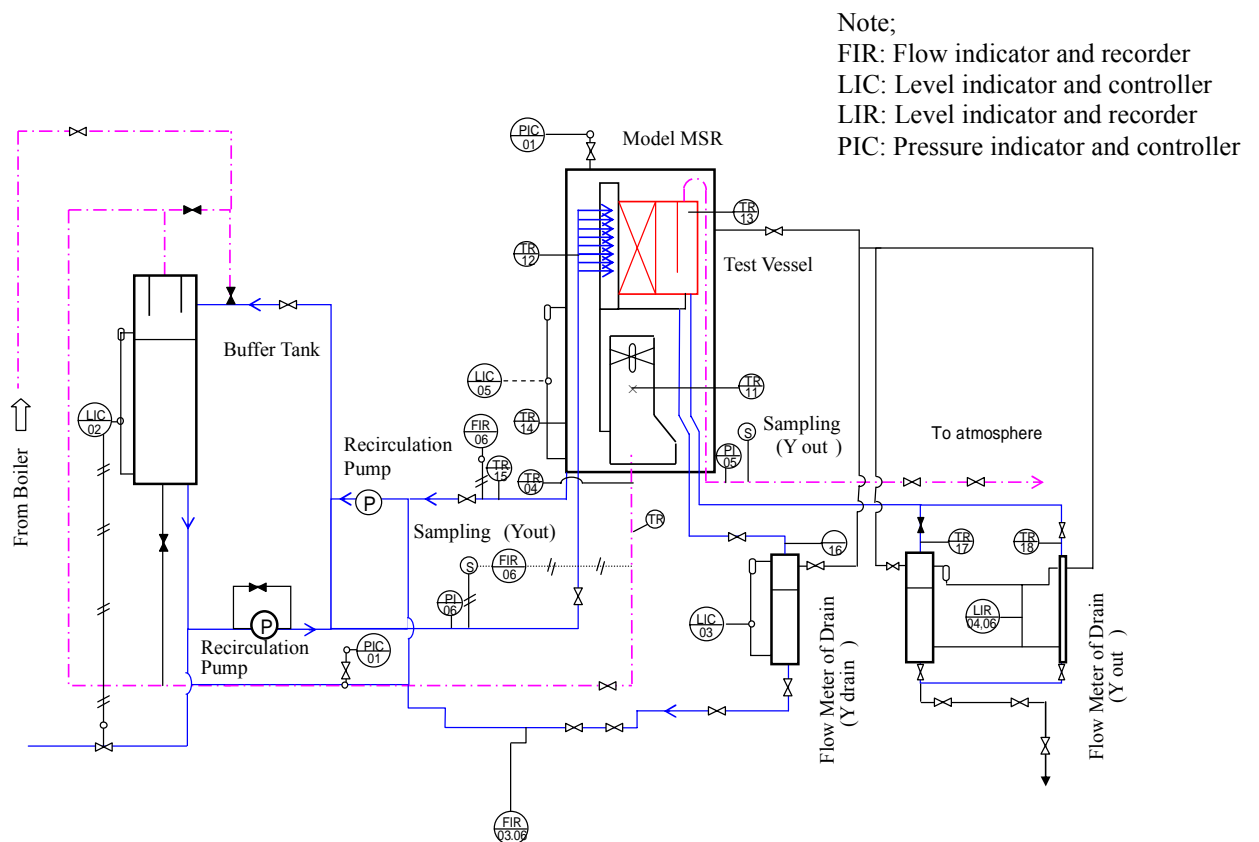 Note;
FIR: Flow indicator and recorder
LIC: Level indicator and controller
LIR: Level indicator and recorder
PIC: Pressure indicator and controller
PIC
01
Model MSR
TR
13
TR
12
Test Vessel
Buffer Tank
LIC
05
TR
11
LIC
02
TR
14
FIR
06
Sampling
(Y out )
S
To atmosphere
Recirculation
Pump
TR
15
PI
05
TR
04
P
From Boiler
Sampling (Yout)
TR
16
TR
17
TR
18
S
FIR
06
PI
06
LIC
03
LIR
04,06
P
Recirculation
Pump
PIC
01
Flow Meter of Drain
(Y drain )
Flow Meter of Drain
(Y out )
FIR
03.06